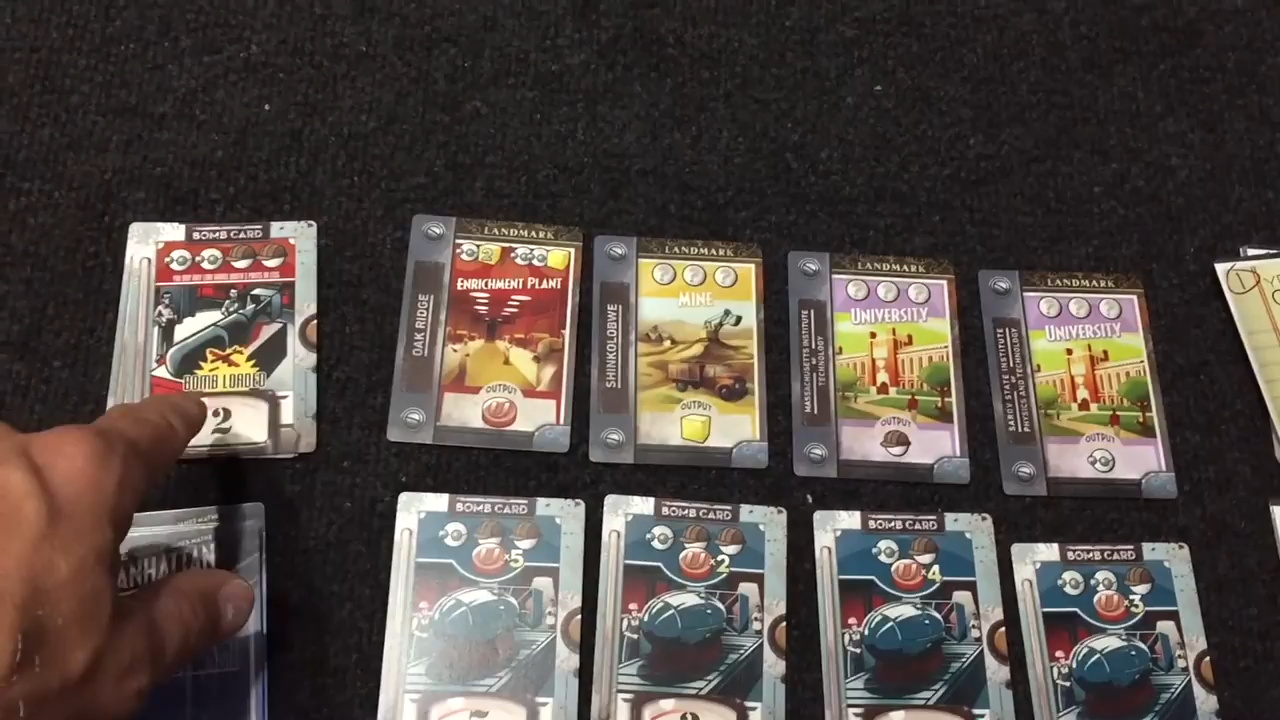 BOMB CARD
BOMB LOADED
2
LANDMARK
2
ENRICHMENT PLANT
OAK RIDGE
OUTPUT
U
LANDMARK
MINE
SHINKOLOBWE
OUTPUT
LANDMARK
UNIVERSITY
MASSACHUSETTS INSTITUTE
OF
TECHNOLOGY
OUTPUT
LANDMARK
UNIVERSITY
SAROV STATE INSTITUTE
OF
PHYSICS AND TECHNOLOGY
OUTPUT
BOMB CARD
U×5
BOMB CARD
U×2
BOMB CARD
U×4
BOMB CARD
U×3